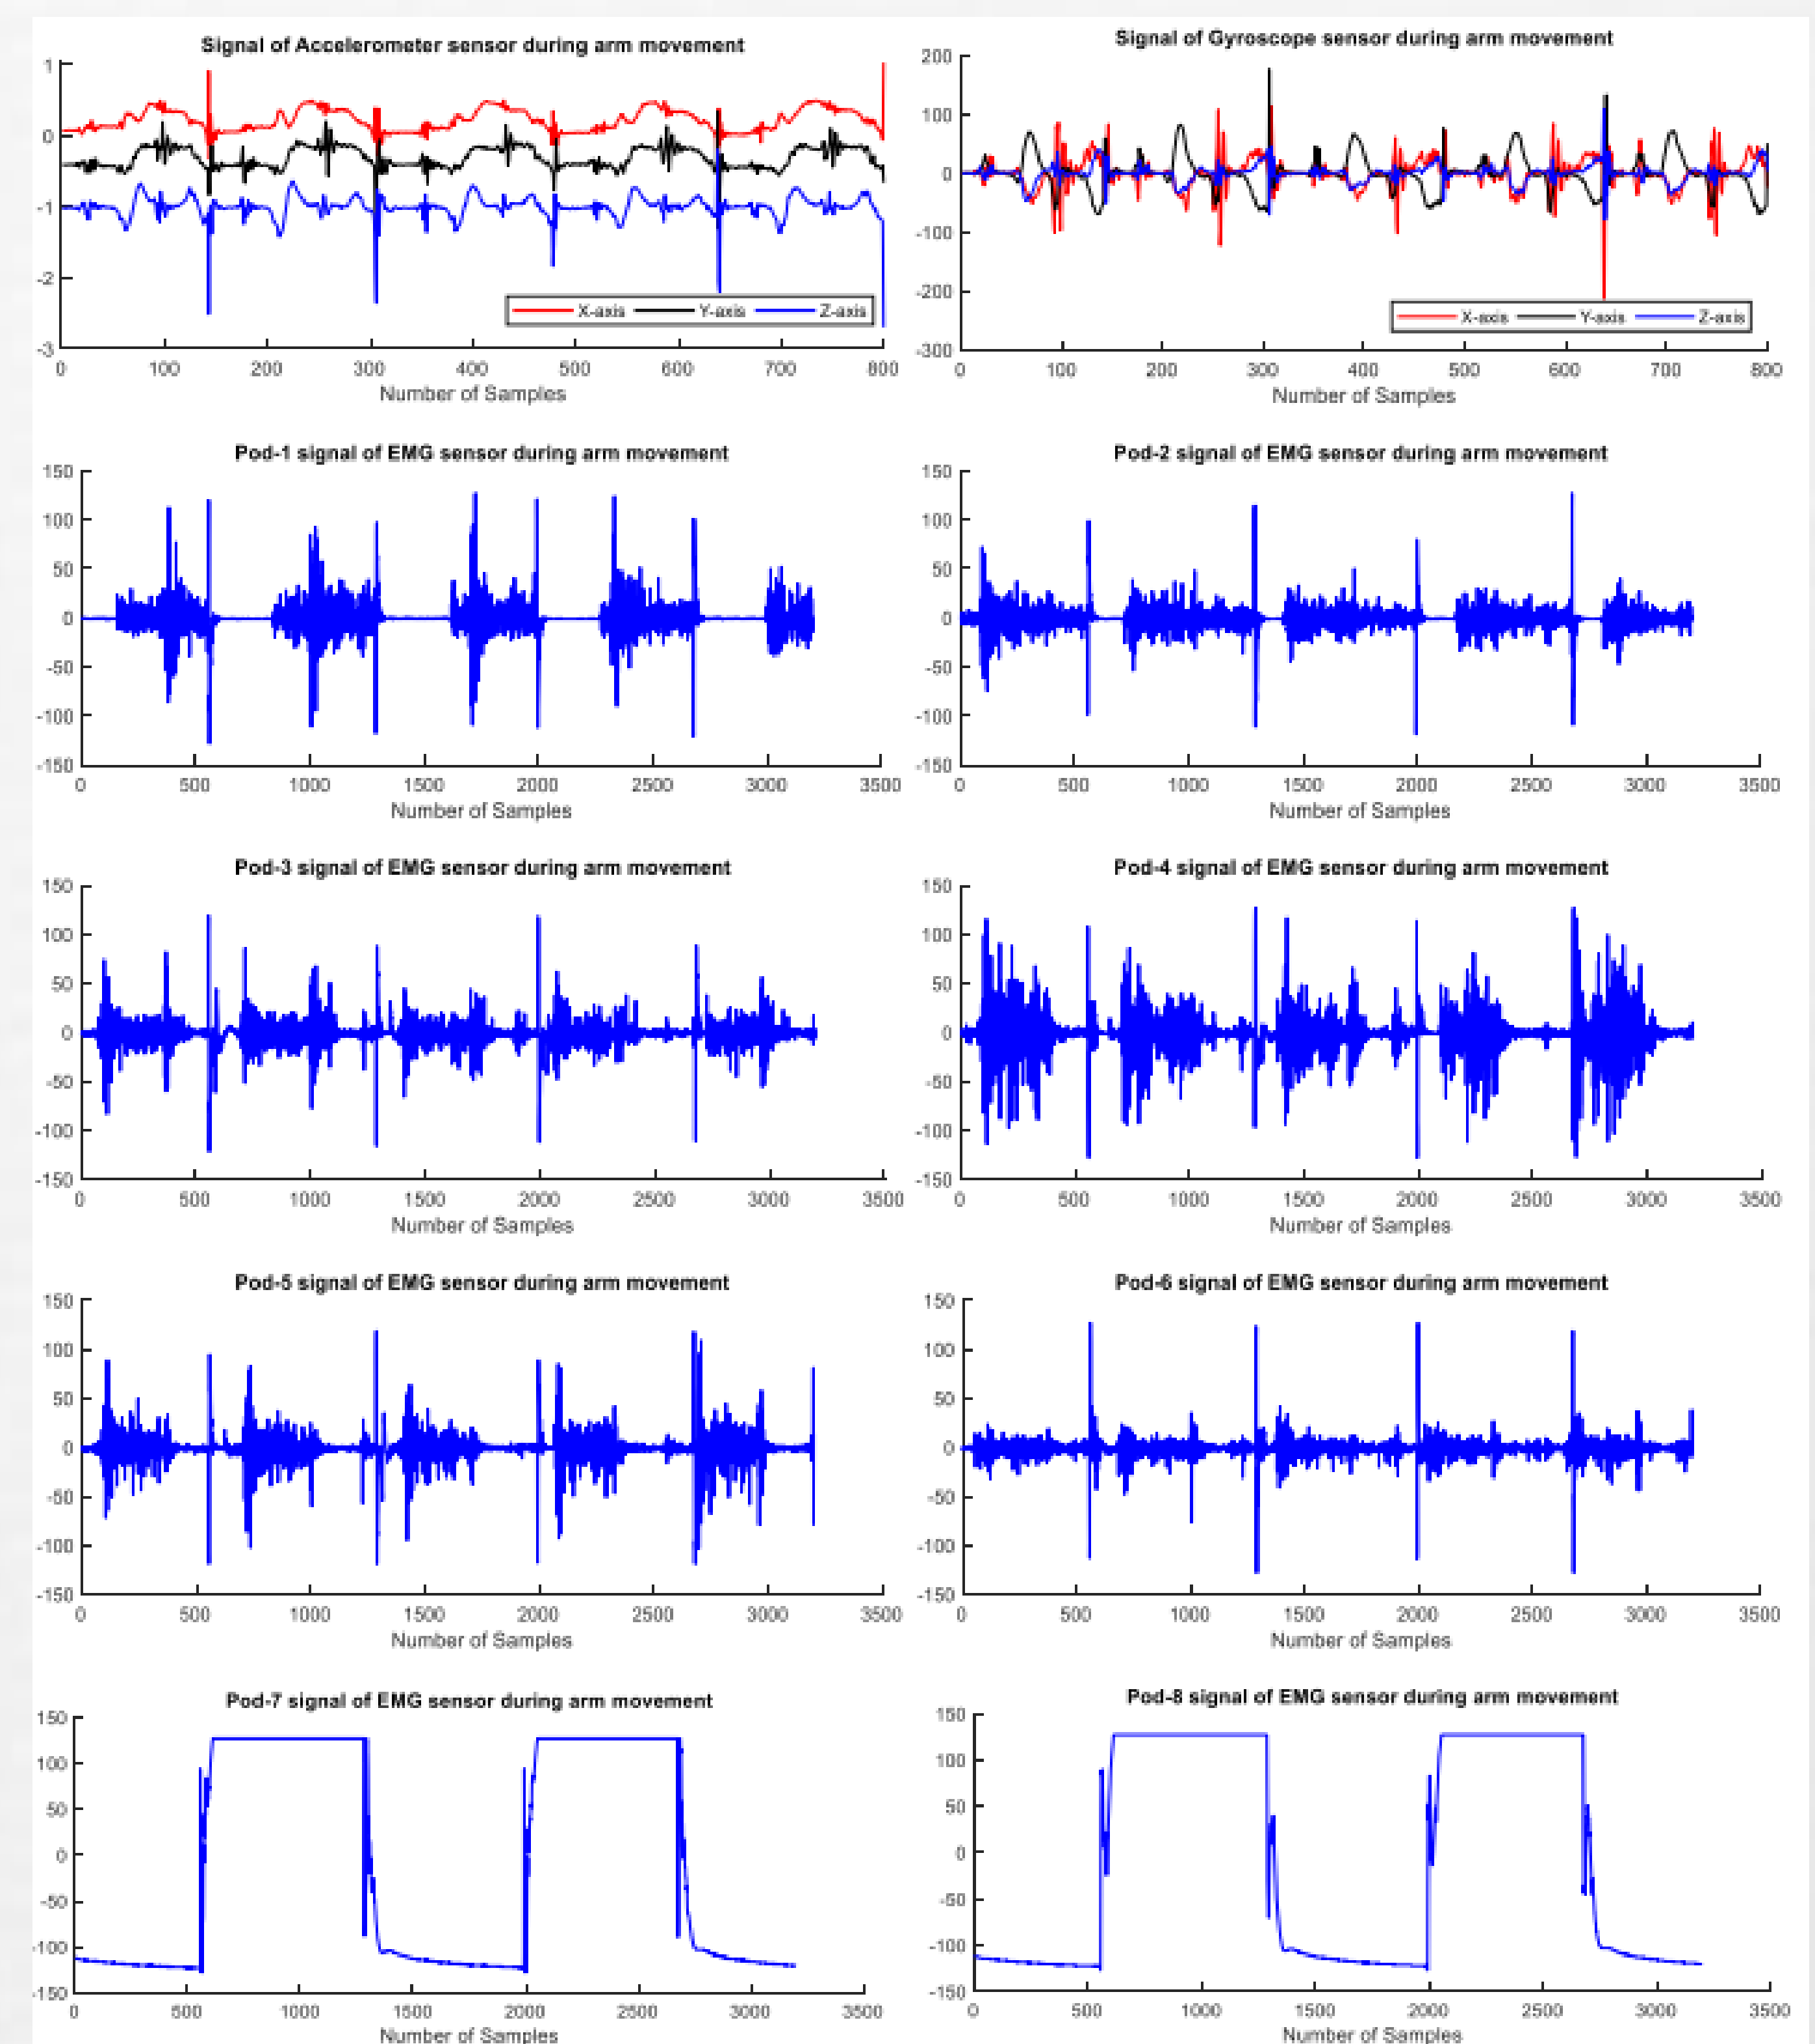 Signal of Accelerometer sensor during arm movement
1
0
-1
-2
-3
X-axis Y-axis Z-axis
0 100 200 300 400 500 600 700 800
Number of Samples
Signal of Gyroscope sensor during arm movement
200
100
0
-100
-200
-300
X-axis Y-axis Z-axis
0 100 200 300 400 500 600 700 800
Number of Samples
Pod-1 signal of EMG sensor during arm movement
150
100
50
0
-50
-100
-150
0 500 1000 1500 2000 2500 3000 3500
Number of Samples
Pod-2 signal of EMG sensor during arm movement
150
100
50
0
-50
-100
-150
0 500 1000 1500 2000 2500 3000 3500
Number of Samples
Pod-3 signal of EMG sensor during arm movement
150
100
50
0
-50
-100
-150
0 500 1000 1500 2000 2500 3000 3500
Number of Samples
Pod-4 signal of EMG sensor during arm movement
150
100
50
0
-50
-100
-150
0 500 1000 1500 2000 2500 3000 3500
Number of Samples
Pod-5 signal of EMG sensor during arm movement
150
100
50
0
-50
-100
-150
0 500 1000 1500 2000 2500 3000 3500
Number of Samples
Pod-6 signal of EMG sensor during arm movement
150
100
50
0
-50
-100
-150
0 500 1000 1500 2000 2500 3000 3500
Number of Samples
Pod-7 signal of EMG sensor during arm movement
150
100
50
0
-50
-100
-150
0 500 1000 1500 2000 2500 3000 3500
Number of Samples
Pod-8 signal of EMG sensor during arm movement
150
100
50
0
-50
-100
-150
0 500 1000 1500 2000 2500 3000 3500
Number of Samples